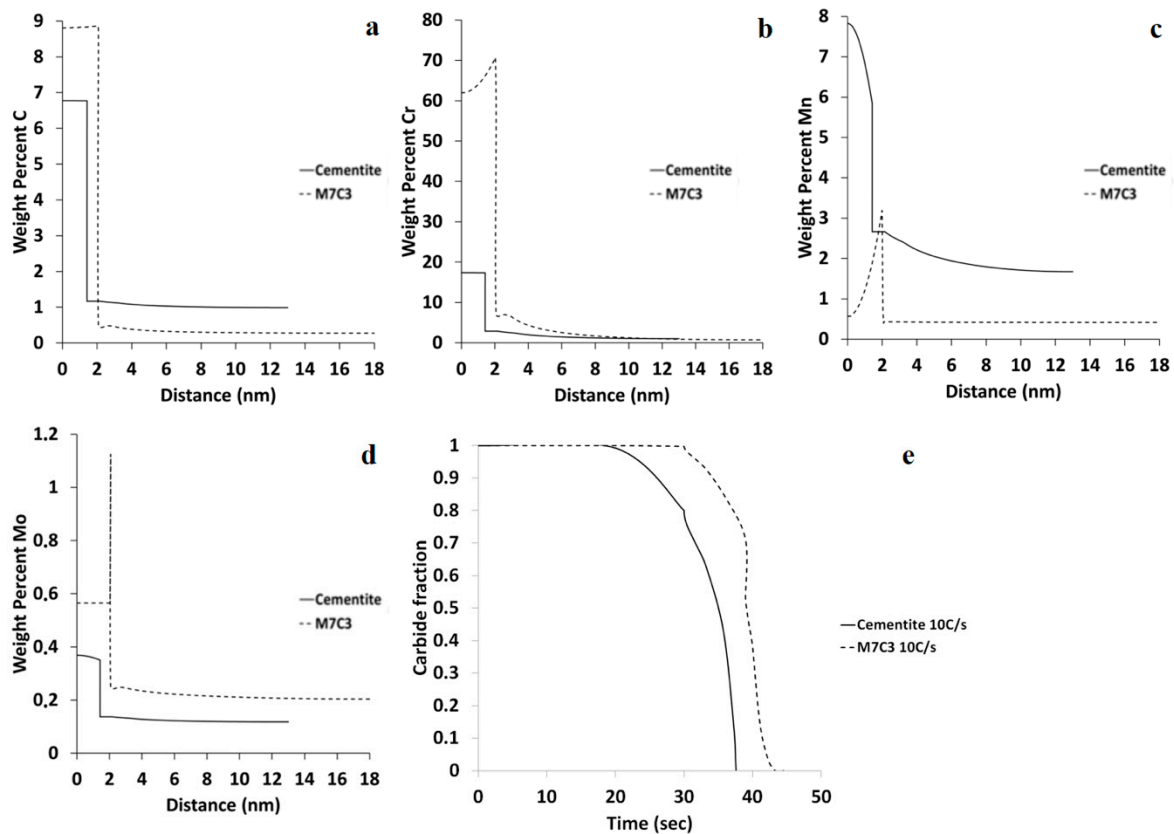 a
9
8
7
6
5
4
3
2
1
0
Weight Percent C
Cementite
M7C3
0 2 4 6 8 10 12 14 16 18
Distance (nm)
b
80
70
60
50
40
30
20
10
0
Weight Percent Cr
Cementite
M7C3
0 2 4 6 8 10 12 14 16 18
Distance (nm)
c
8
7
6
5
4
3
2
1
0
Weight Percent Mn
Cementite
M7C3
0 2 4 6 8 10 12 14 16 18
Distance (nm)
d
1.2
1
0.8
0.6
0.4
0.2
0
Weight Percent Mo
Cementite
M7C3
0 2 4 6 8 10 12 14 16 18
Distance (nm)
e
1
0.9
0.8
0.7
0.6
0.5
0.4
0.3
0.2
0.1
0
Carbide fraction
Cementite 10C/s
M7C3 10C/s
0 10 20 30 40 50
Time (sec)